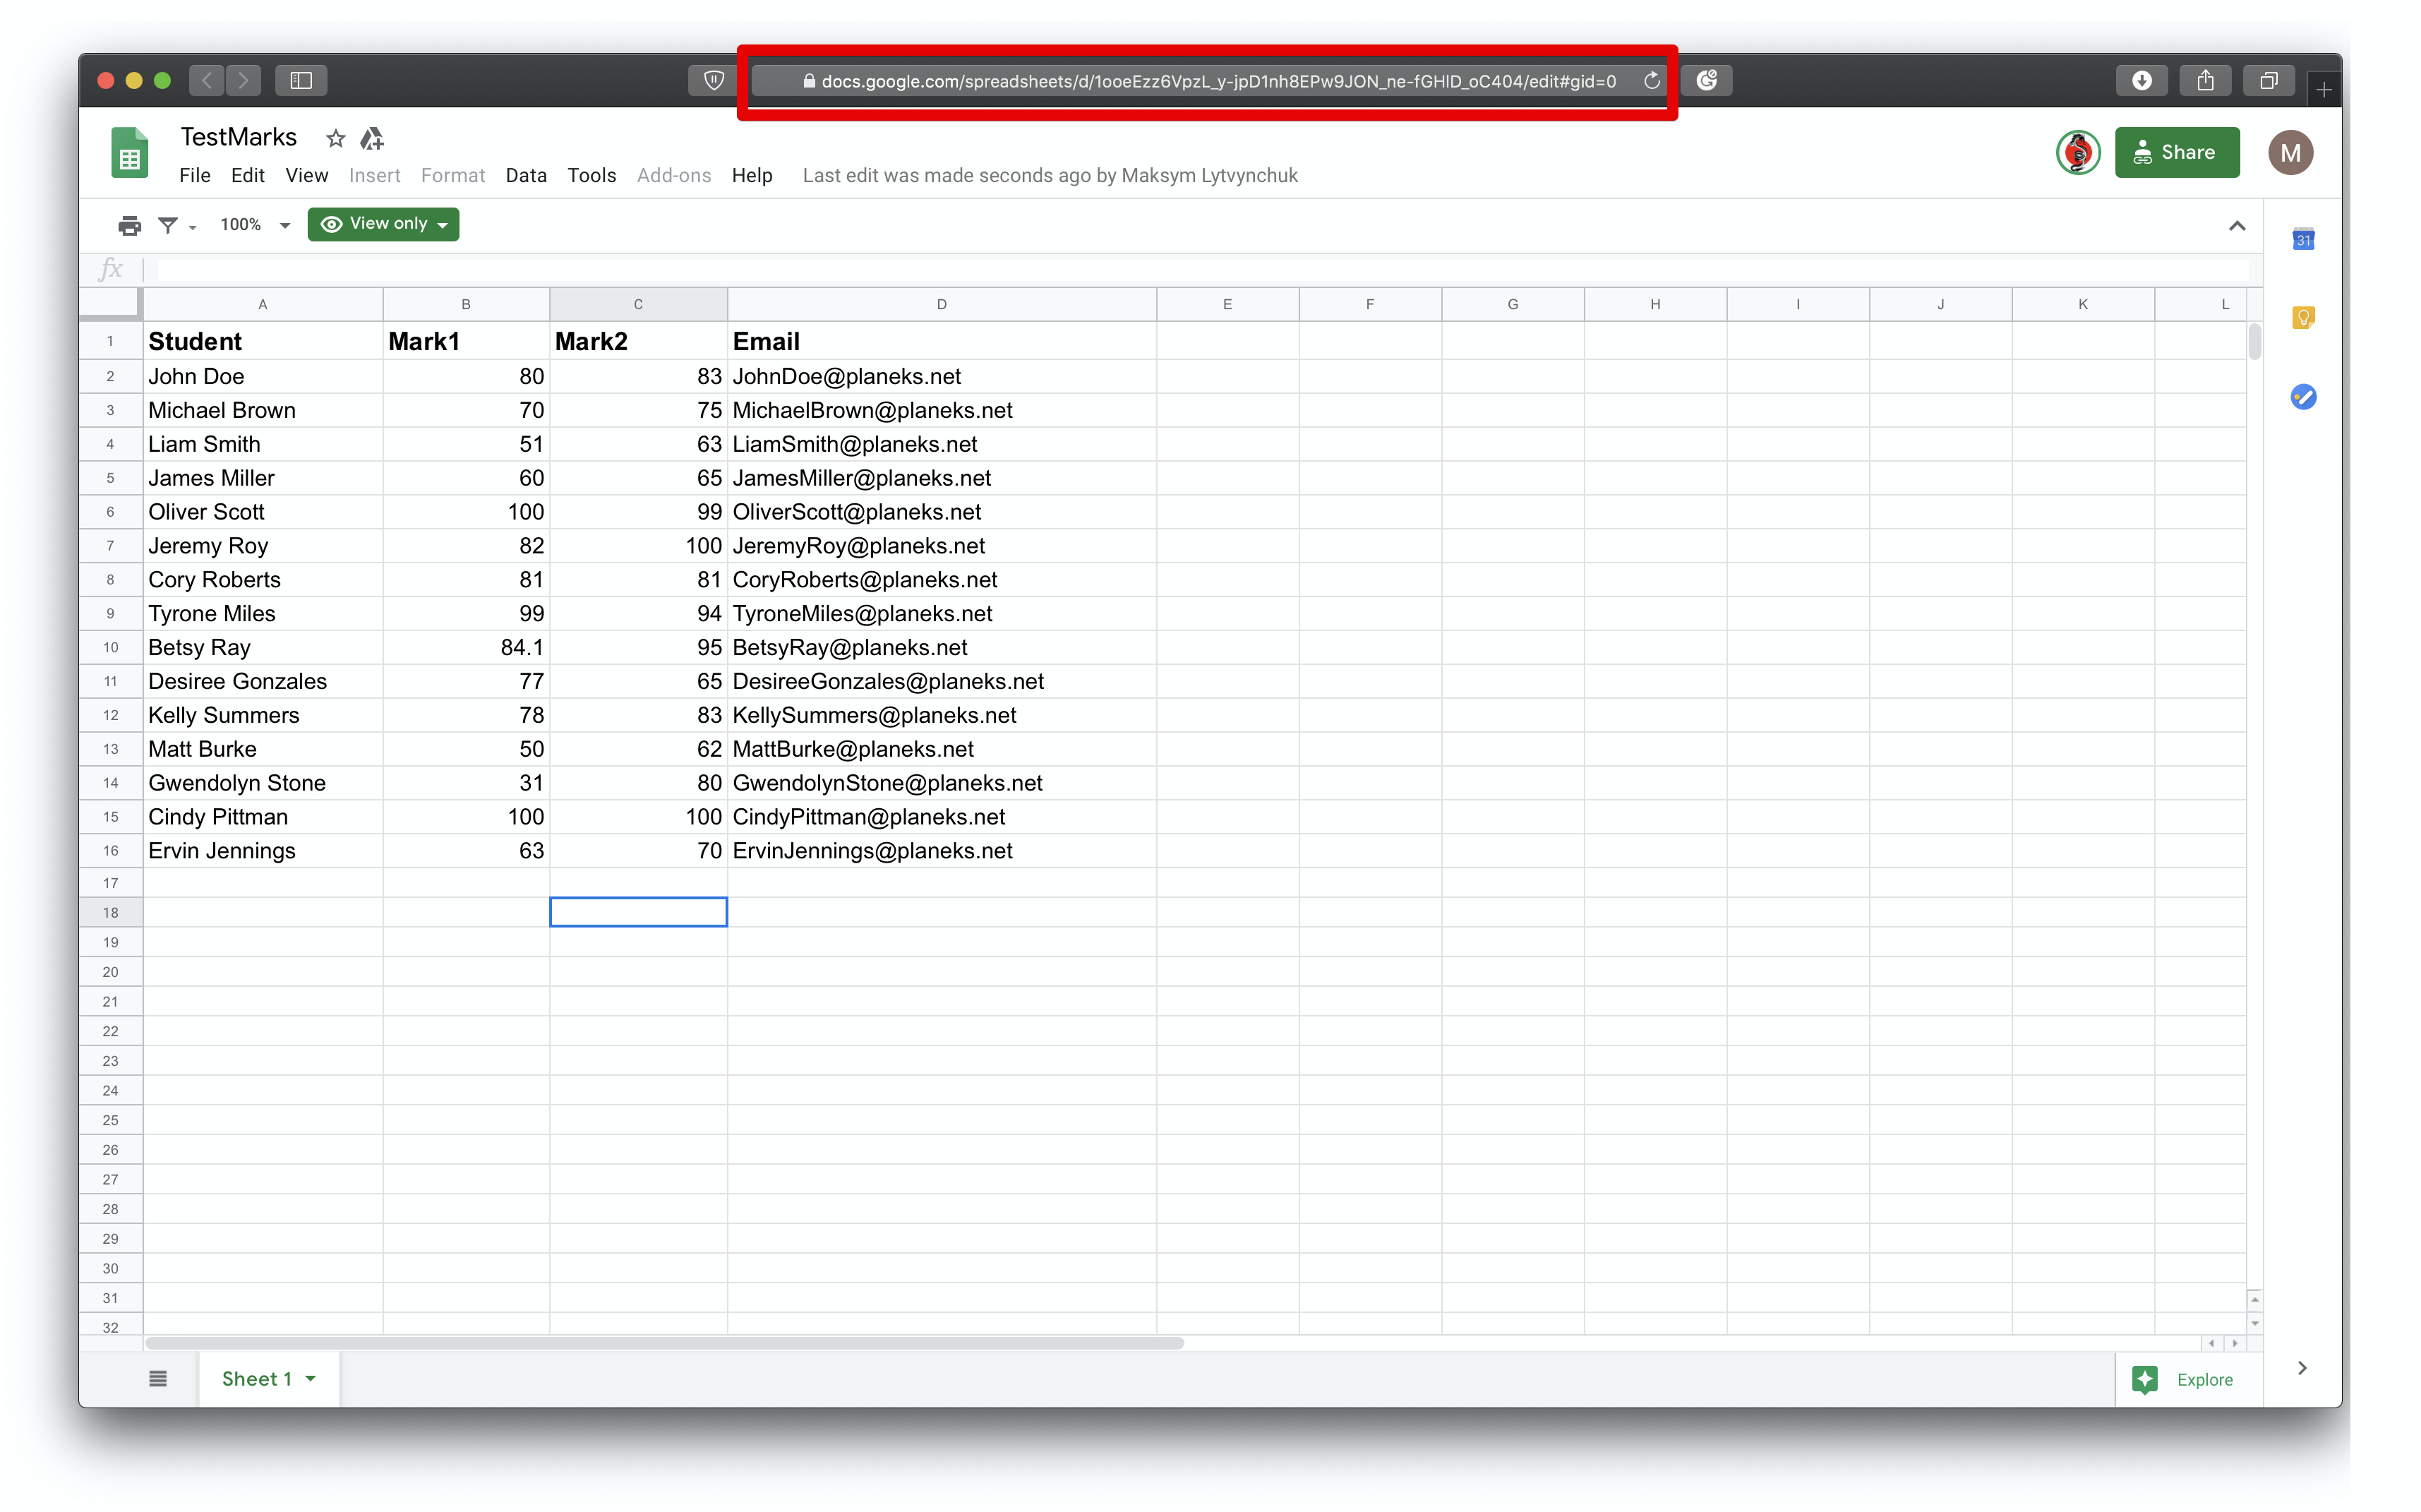 docs.google.com/spreadsheets/d/1ooeEzz6VpzL_y-jpD1nh8EPw9JON_ne-fGHlD_oC404/edit#gid=0
TestMarks
File Edit View Insert Format Data Tools Add-ons Help Last edit was made seconds ago by Maksym Lytvynchuk
Share
M
100% View only
31
fx
A B C D E F G H I J K L
1 Student Mark1 Mark2 Email
2 John Doe 80 83 JohnDoe@planeks.net
3 Michael Brown 70 75 MichaelBrown@planeks.net
4 Liam Smith 51 63 LiamSmith@planeks.net
5 James Miller 60 65 JamesMiller@planeks.net
6 Oliver Scott 100 99 OliverScott@planeks.net
7 Jeremy Roy 82 100 JeremyRoy@planeks.net
8 Cory Roberts 81 81 CoryRoberts@planeks.net
9 Tyrone Miles 99 94 TyroneMiles@planeks.net
10 Betsy Ray 84.1 95 BetsyRay@planeks.net
11 Desiree Gonzales 77 65 DesireeGonzales@planeks.net
12 Kelly Summers 78 83 KellySummers@planeks.net
13 Matt Burke 50 62 MattBurke@planeks.net
14 Gwendolyn Stone 31 80 GwendolynStone@planeks.net
15 Cindy Pittman 100 100 CindyPittman@planeks.net
16 Ervin Jennings 63 70 ErvinJennings@planeks.net
17
18
19
20
21
22
23
24
25
26
27
28
29
30
31
32
Sheet 1
Explore